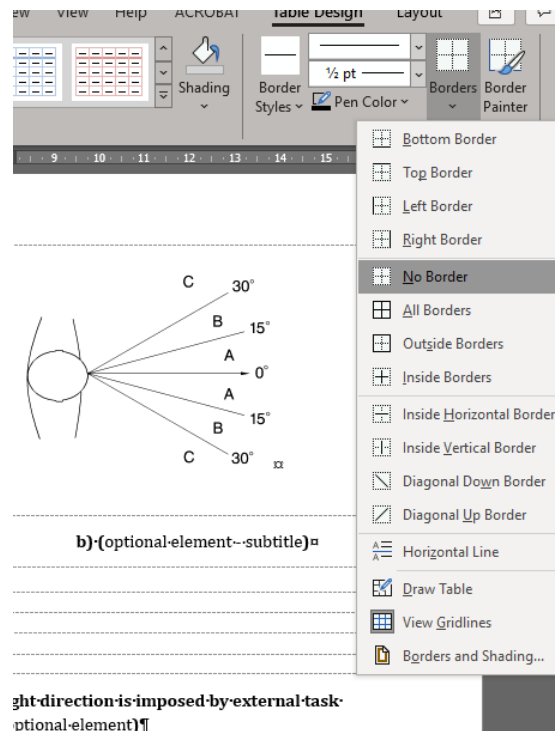 ew View Help ACROBAT Table Design Layout
½ pt
Shading
Border Styles
Pen Color
Borders
Border Painter
9 10 11 12 13 14 15
Bottom Border
Top Border
Left Border
Right Border
No Border
All Borders
Outside Borders
Inside Borders
Inside Horizontal Border
Inside Vertical Border
Diagonal Down Border
Diagonal Up Border
Horizontal Line
Draw Table
View Gridlines
Borders and Shading...
C 30°
B 15°
A
0°
A
15°
B
C 30° ¤
b)·(optional·element·-·subtitle)¤
ght·direction·is·imposed·by·external·task·
ptional·element)¶